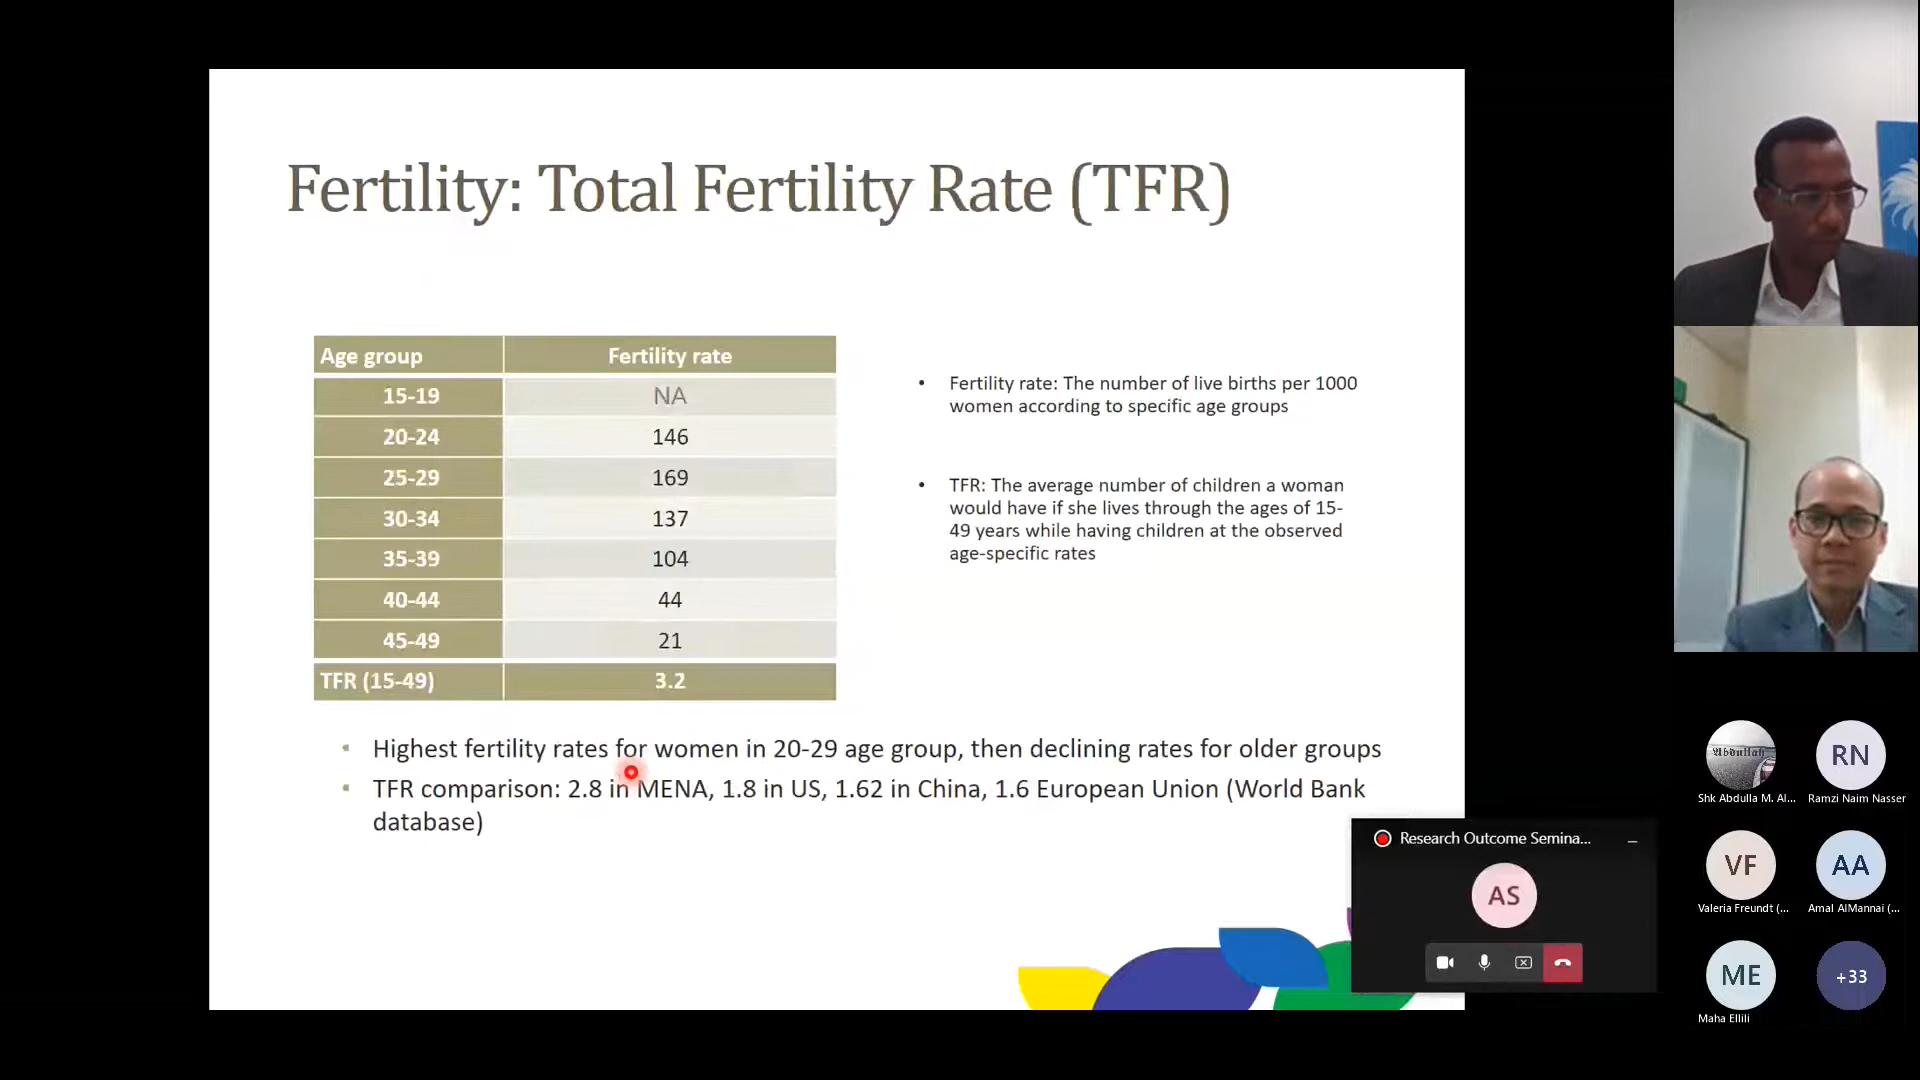 Fertility: Total Fertility Rate (TFR)
Age group Fertility rate
15-19 NA
20-24 146
25-29 169
30-34 137
35-39 104
40-44 44
45-49 21
TFR (15-49) 3.2
• Fertility rate: The number of live births per 1000
women according to specific age groups
• TFR: The average number of children a woman
would have if she lives through the ages of 15-
49 years while having children at the observed
age-specific rates
Highest fertility rates for women in 20-29 age group, then declining rates for older groups
TFR comparison: 2.8 in MENA, 1.8 in US, 1.62 in China, 1.6 European Union (World Bank
database)
Research Outcome Semina...
AS
Abdullah
Shk Abdulla M. Al...
RN
Ramzi Naim Nasser
VF
Valeria Freundt (...
AA
Amal AlMannai (...
ME
Maha Ellili
+33